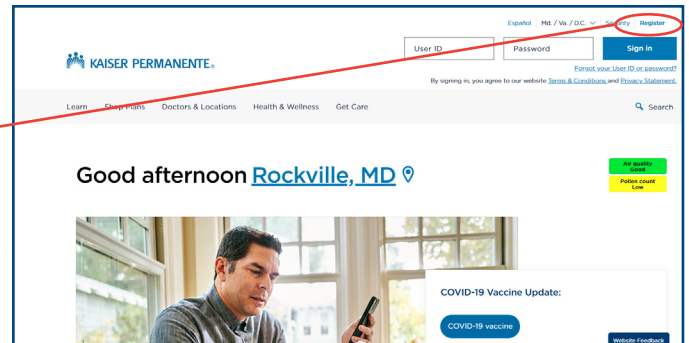 Español Md. / Va. / D.C. Security Register
User ID Password Sign in
KAISER PERMANENTE®
Forgot your User ID or password?
By signing in, you agree to our website Terms & Conditions and Privacy Statement.
Learn Shop Plans Doctors & Locations Health & Wellness Get Care Search
Good afternoon Rockville, MD
Air quality
Good
Pollen count
Low
COVID-19 Vaccine Update:
COVID-19 vaccine
Website Feedback